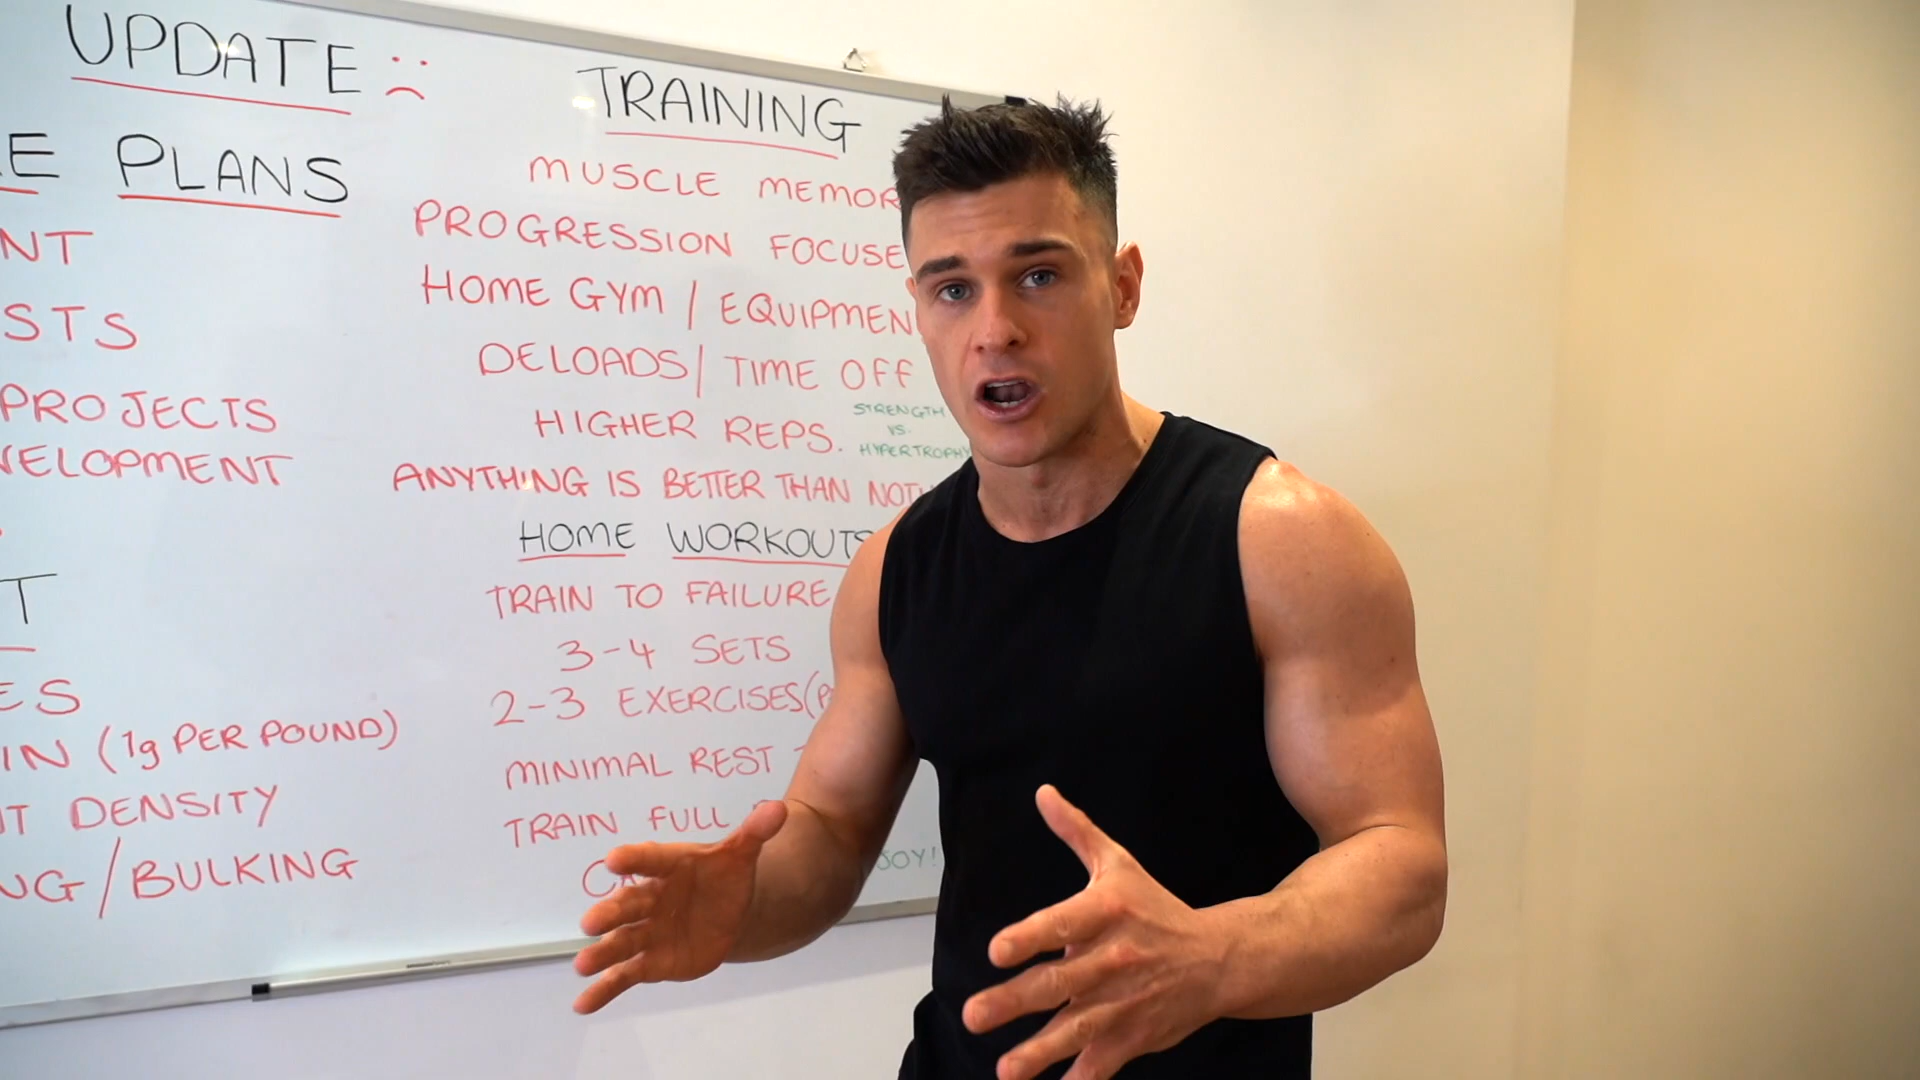 UPDATE :(
PLANS
NT
STS
PROJECTS
VELOPMENT
T
ES
IN (1g PER POUND)
NT DENSITY
NG/BULKING
TRAINING
MUSCLE MEMOR
PROGRESSION FOCUSE
HOME GYM / EQUIPMEN
DELOADS/ TIME OFF
HIGHER REPS. STRENGTH
VS.
HYPERTROPHY
ANYTHING IS BETTER THAN NOTH
HOME WORKOUTS
TRAIN TO FAILURE
3-4 SETS
2-3 EXERCISES(P
MINIMAL REST T
TRAIN FULL
JOY!